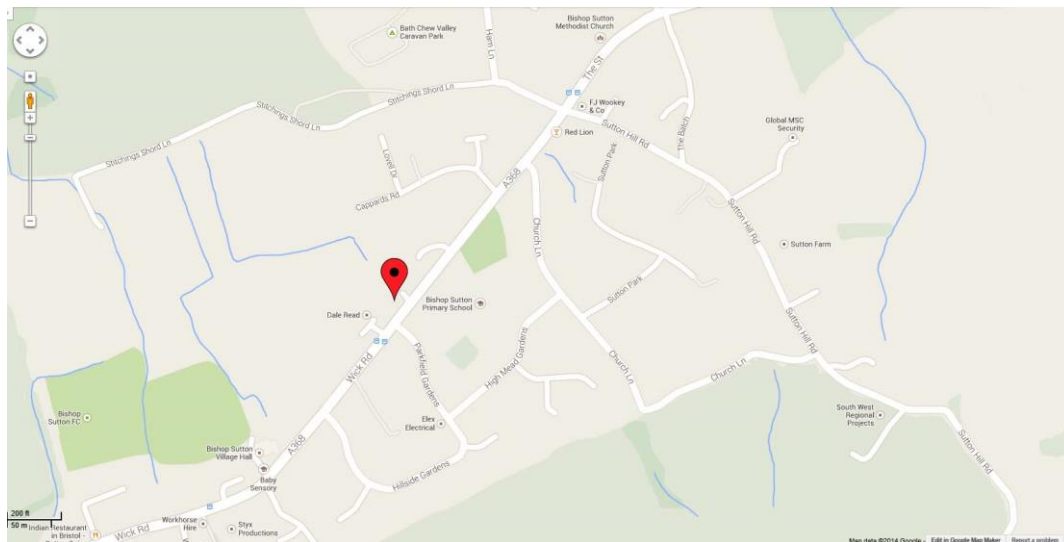 Bath Chew Valley
Caravan Park
Bishop Sutton
Methodist Church
Ham Ln
The St
Stitchings Shord Ln
Stitchings Shord Ln
Stitchings Shord Ln
FJ Wookey
& Co
Red Lion
Sutton Hill Rd
The Batch
Global MSC
Security
Lovell Dr
Cappards Rd
A368
Sutton Park
Church Ln
Sutton Hill Rd
Sutton Farm
Sutton Park
Bishop Sutton
Primary School
Dale Read
Wick Rd
Parkfield Gardens
High Mead Gardens
Church Ln
Church Ln
Sutton Hill Rd
Bishop
Sutton FC
Elev
Electrical
South West
Regional
Projects
Sutton Hill Rd
A368
Bishop Sutton
Village Hall
Baby
Sensory
Hillside Gardens
200 ft
50 m
Indian Restaurant
in Bristol -
Wick Rd
Workhorse
Hire
Styx
Productions
Map data ©2014 Google -
Edit in Google Map Maker
Report a problem